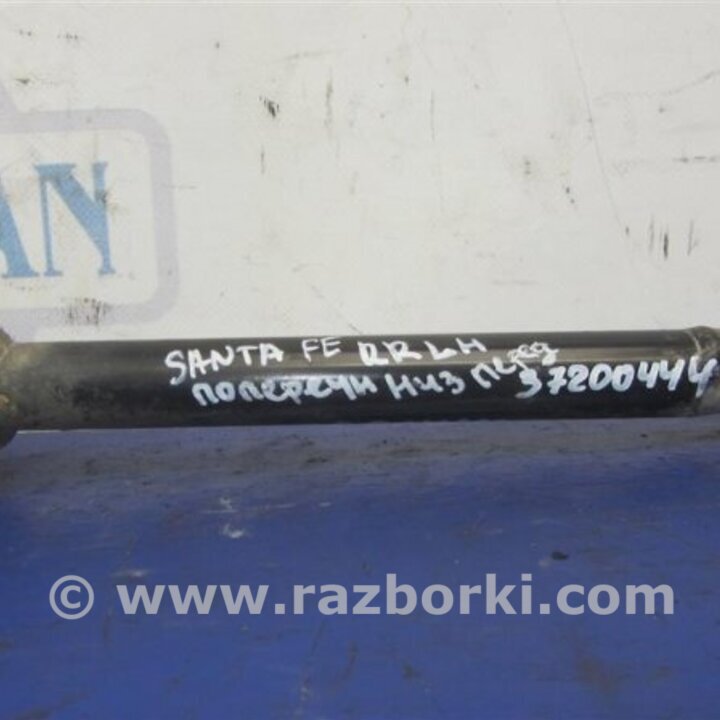 AN
SANTA FE RRLH
ПОПЕРЕЧН НИЗ ПЕРЕД
37200444
© www.razborki.com